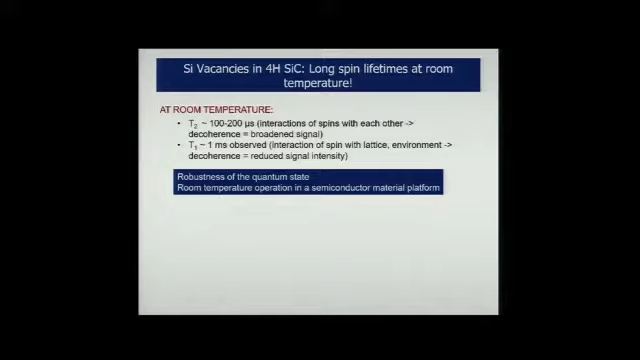 Si Vacancies in 4H SiC: Long spin lifetimes at room
temperature!
AT ROOM TEMPERATURE:
• T2 ~ 100-200 µs (interactions of spins with each other ->
decoherence = broadened signal)
• T1 ~ 1 ms observed (interaction of spin with lattice, environment ->
decoherence = reduced signal intensity)
Robustness of the quantum state
Room temperature operation in a semiconductor material platform